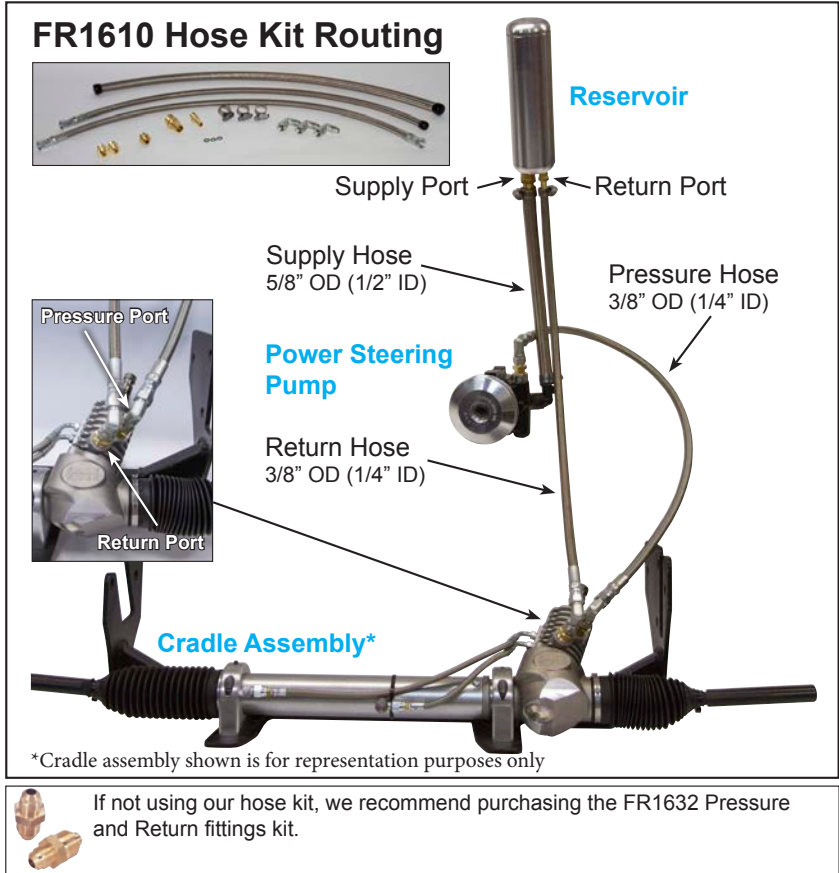 FR1610 Hose Kit Routing
Reservoir
Supply Port
Return Port
Supply Hose
5/8” OD (1/2” ID)
Pressure Hose
3/8” OD (1/4” ID)
Pressure Port
Power Steering
Pump
Return Hose
3/8” OD (1/4” ID)
Return Port
Cradle Assembly*
*Cradle assembly shown is for representation purposes only
If not using our hose kit, we recommend purchasing the FR1632 Pressure
and Return fittings kit.